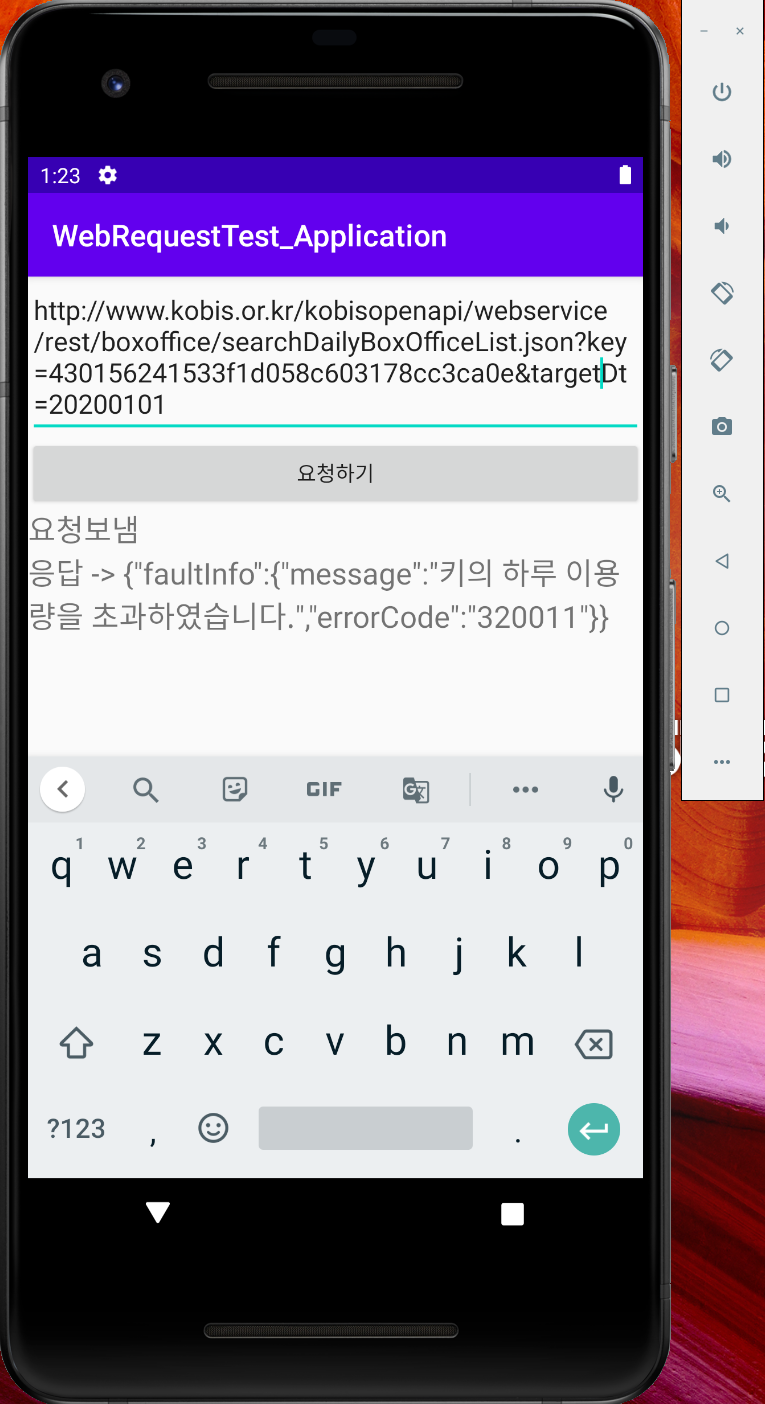 1:23
WebRequestTest_Application
http://www.kobis.or.kr/kobisopenapi/webservice
/rest/boxoffice/searchDailyBoxOfficeList.json?key
=430156241533f1d058c603178cc3ca0e&targetDt
=20200101
요청하기
요청보냄
응답 -> {"faultInfo":{"message":"키의 하루 이용
량을 초과하였습니다.","errorCode":"320011"}}
GIF
1 2 3 4 5 6 7 8 9 0
q w e r t y u i o p
a s d f g h j k l
z x c v b n m
?123 , .